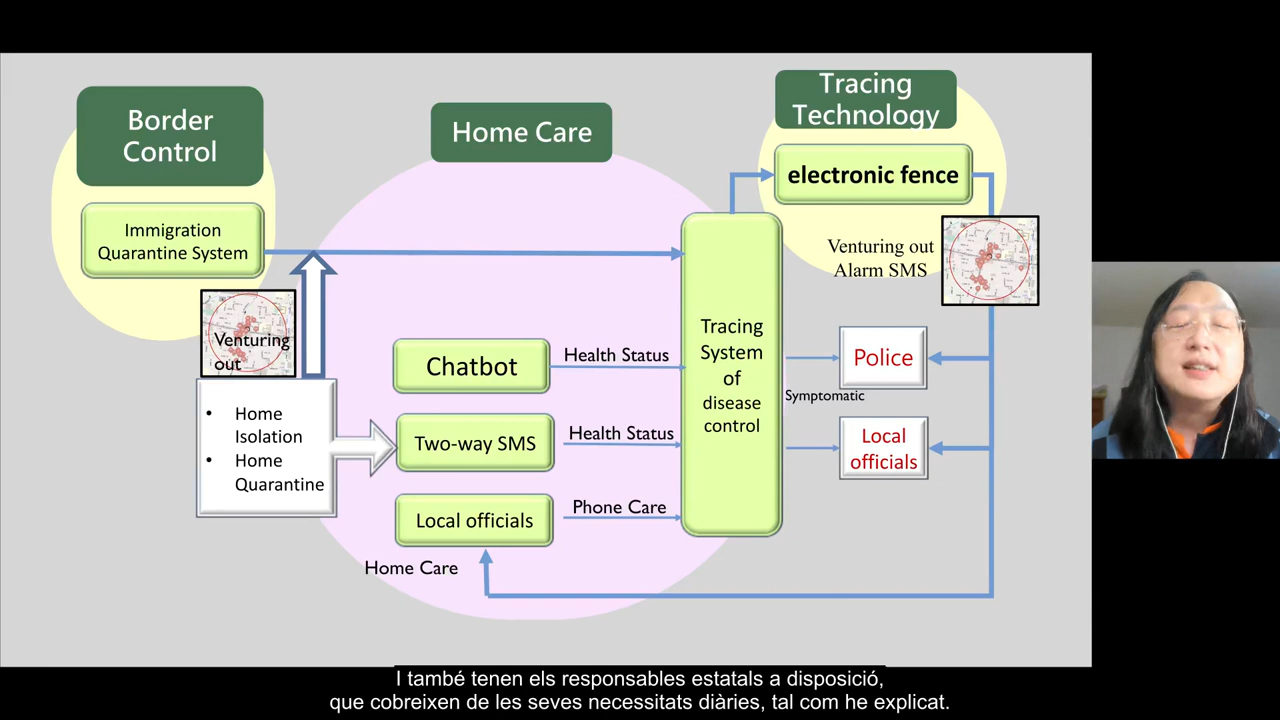 Border
Control
Home Care
Tracing
Technology
Immigration
Quarantine System
electronic fence
Venturing out
Alarm SMS
Venturing
out
• Home
Isolation
• Home
Quarantine
Chatbot
Health Status
Two-way SMS
Health Status
Local officials
Phone Care
Home Care
Tracing
System
of
disease
control
Symptomatic
Police
Local
officials
I també tenen els responsables estatals a disposició,
que cobreixen de les seves necessitats diàries, tal com he explicat.